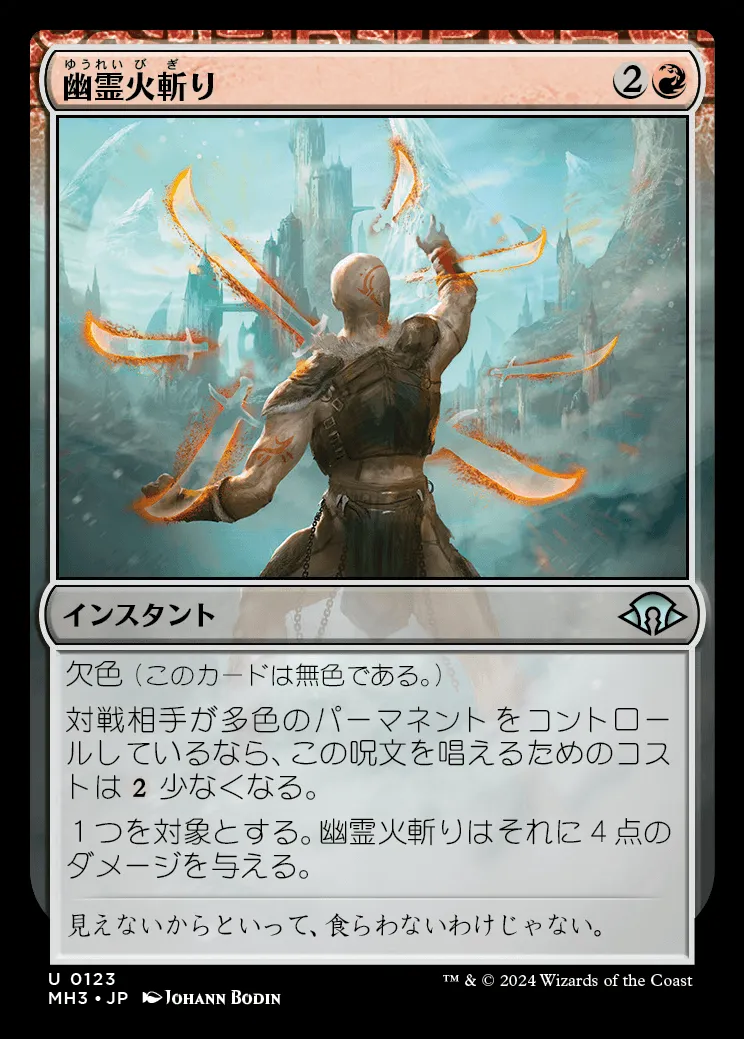 ゆうれいびぎ
幽霊火斬り
2
インスタント
欠色（このカードは無色である。）
対戦相手が多色のパーマネントをコントロー
ルしているなら、この呪文を唱えるためのコス
トは 2 少なくなる。
１つを対象とする。幽霊火斬りはそれに４点の
ダメージを与える。
見えないからといって、食らわないわけじゃない。
U 0123
MH3 • JP Johann Bodin
™ & © 2024 Wizards of the Coast